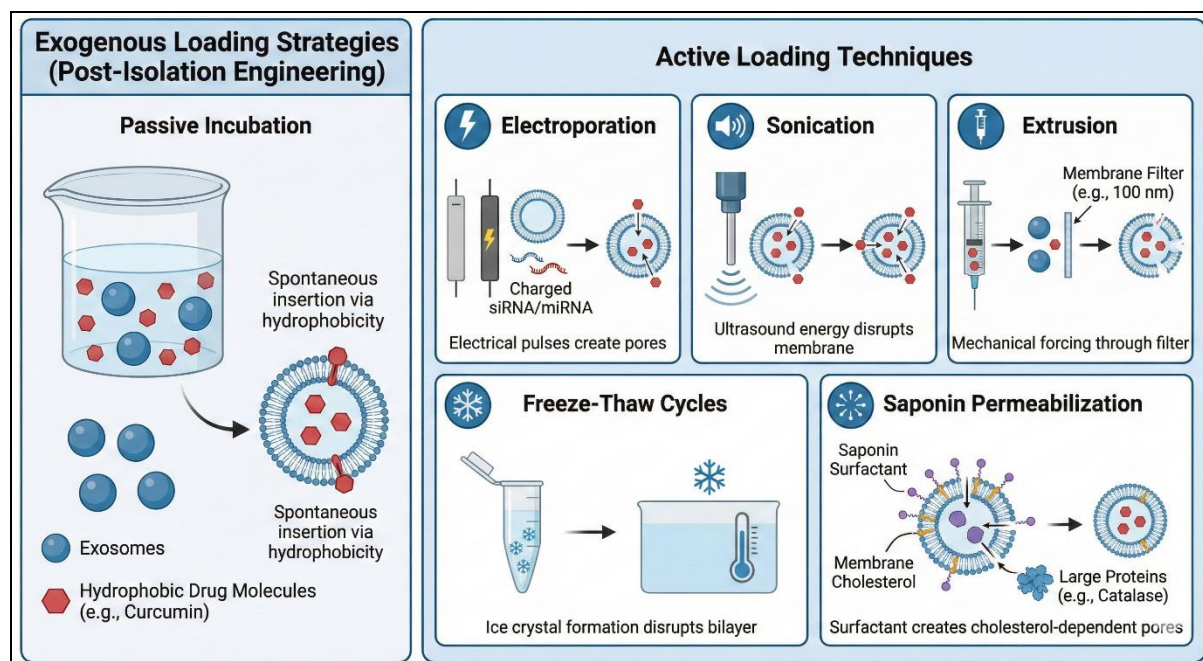 Exogenous Loading Strategies
(Post-Isolation Engineering)
Passive Incubation
Spontaneous
insertion via
hydrophobicity
Spontaneous
insertion via
hydrophobicity
Exosomes
Hydrophobic Drug Molecules
(e.g., Curcumin)
Active Loading Techniques
Electroporation
Charged
siRNA/miRNA
Electrical pulses create pores
Sonication
Ultrasound energy disrupts
membrane
Extrusion
Membrane Filter
(e.g., 100 nm)
Mechanical forcing through filter
Freeze-Thaw Cycles
Ice crystal formation disrupts bilayer
Saponin Permeabilization
Saponin
Surfactant
Membrane
Cholesterol
Large Proteins
(e.g., Catalase)
Surfactant creates cholesterol-dependent pores